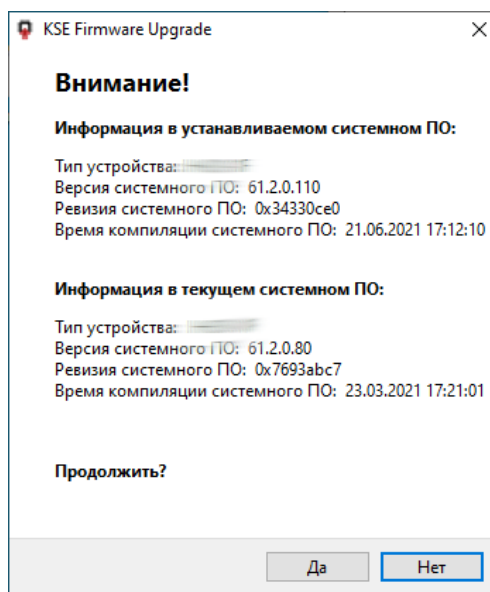 KSE Firmware Upgrade
Внимание!
Информация в устанавливаемом системном ПО:
Тип устройства:
Версия системного ПО: 61.2.0.110
Ревизия системного ПО: 0x34330ce0
Время компиляции системного ПО: 21.06.2021 17:12:10
Информация в текущем системном ПО:
Тип устройства:
Версия системного ПО: 61.2.0.80
Ревизия системного ПО: 0x7693abc7
Время компиляции системного ПО: 23.03.2021 17:21:01
Продолжить?
Да
Нет